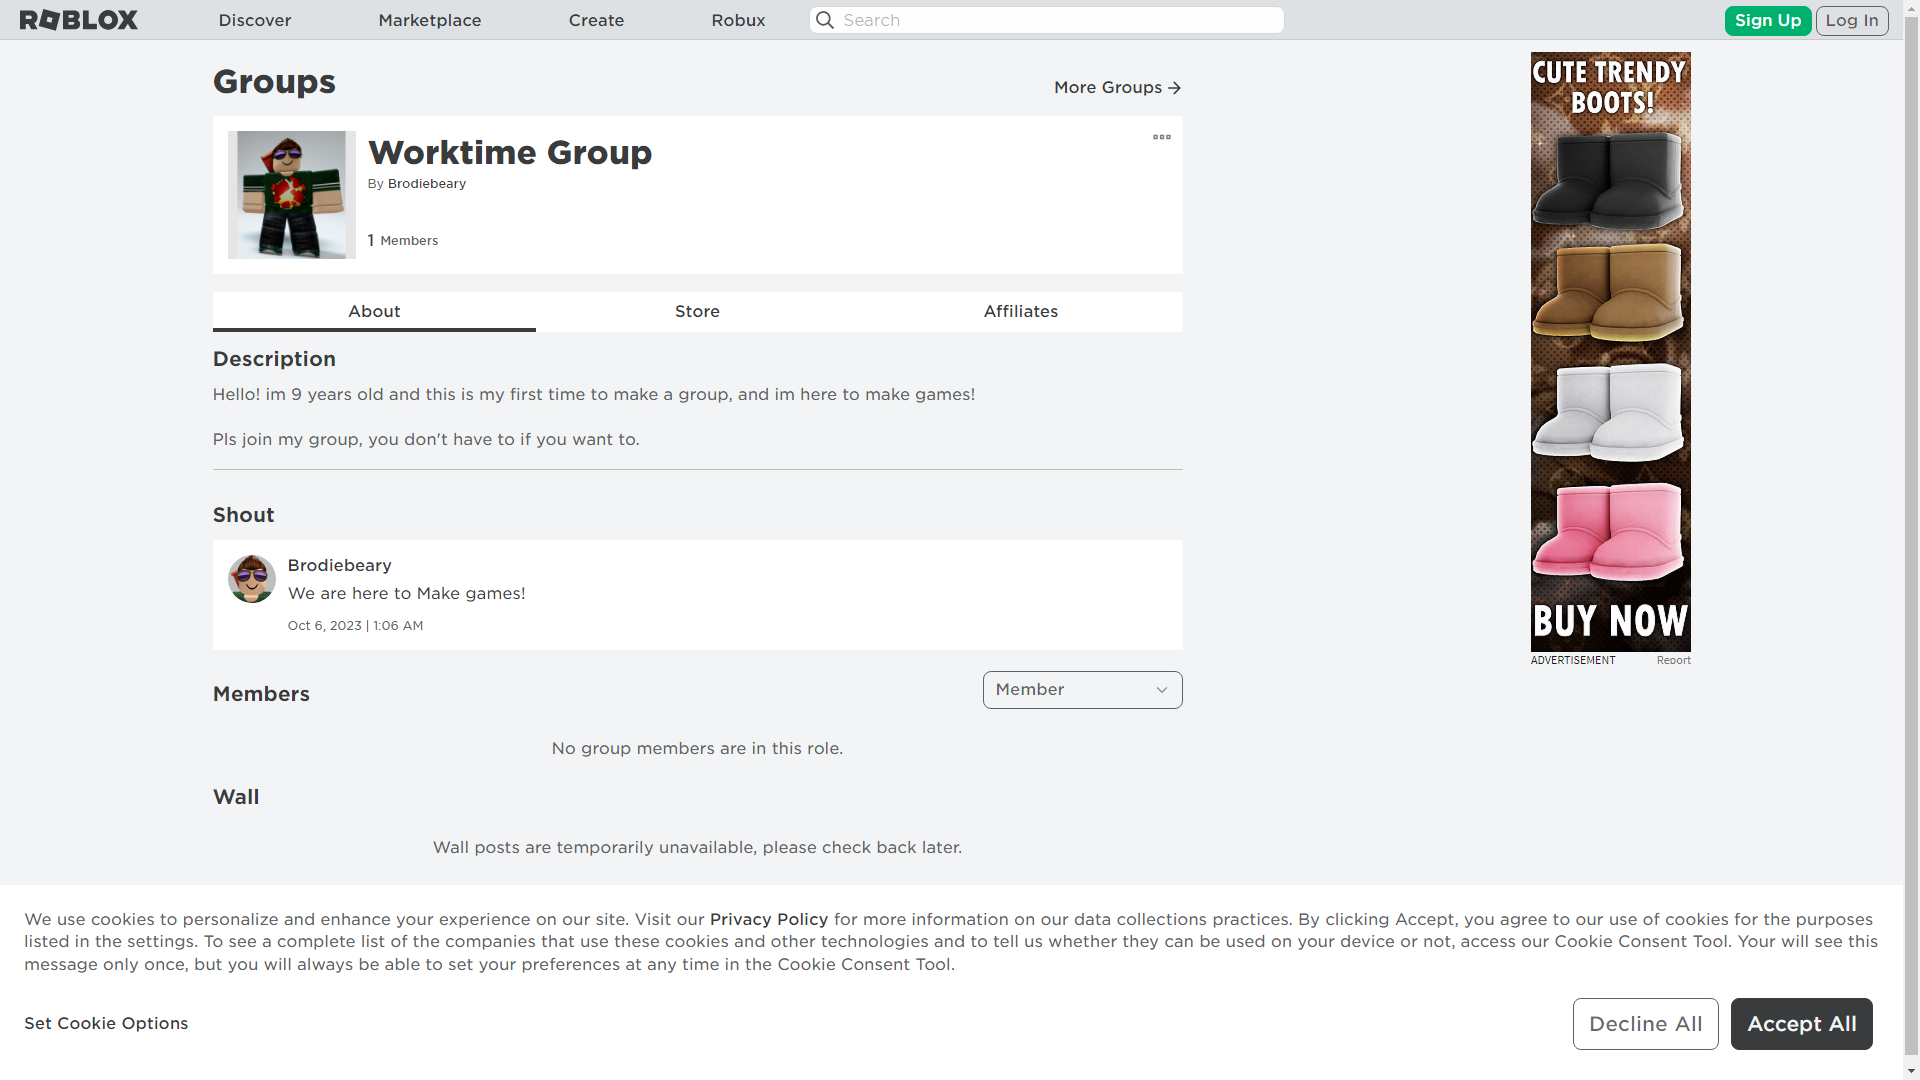 ROBLOX
Discover
Marketplace
Create
Robux
Search
Sign Up
Log In
Groups
More Groups
Worktime Group
By Brodiebeary
1 Members
About
Store
Affiliates
Description
Hello! im 9 years old and this is my first time to make a group, and im here to make games!
Pls join my group, you don't have to if you want to.
Shout
Brodiebeary
We are here to Make games!
Oct 6, 2023 | 1:06 AM
Members
Member
No group members are in this role.
Wall
Wall posts are temporarily unavailable, please check back later.
CUTE TRENDY
BOOTS!
BUY NOW
ADVERTISEMENT
Report
We use cookies to personalize and enhance your experience on our site. Visit our Privacy Policy for more information on our data collections practices. By clicking Accept, you agree to our use of cookies for the purposes
listed in the settings. To see a complete list of the companies that use these cookies and other technologies and to tell us whether they can be used on your device or not, access our Cookie Consent Tool. Your will see this
message only once, but you will always be able to set your preferences at any time in the Cookie Consent Tool.
Set Cookie Options
Decline All
Accept All